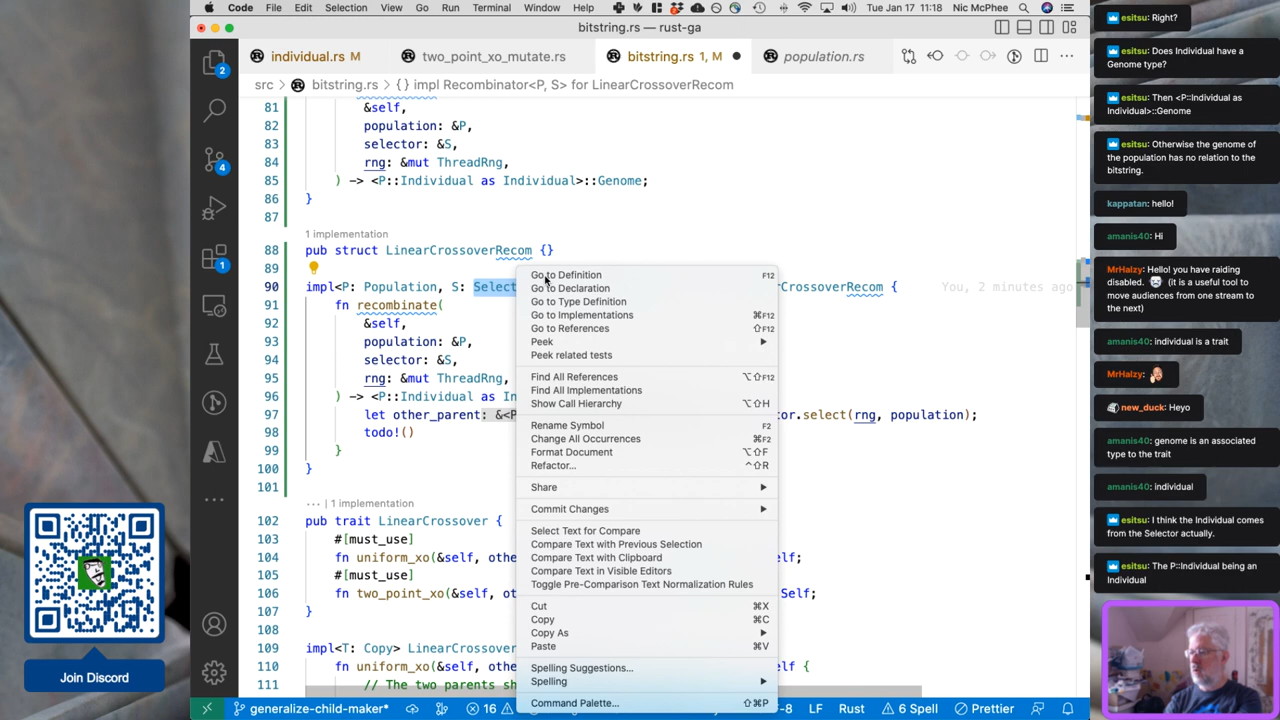 Code File Edit Selection View Go Run Terminal Window Help Tue Jan 17 11:18 Nic McPhee
bitstring.rs — rust-ga
individual.rs M
two_point_xo_mutate.rs
bitstring.rs 1, M
population.rs
src > bitstring.rs > {} impl Recombinator<P, S> for LinearCrossoverRecom
81 &self,
82 population: &P,
83 selector: &S,
84 rng: &mut ThreadRng,
85 ) -> <P::Individual as Individual>::Genome;
86 }
87
1 implementation
88 pub struct LinearCrossoverRecom {}
89
90 impl<P: Population, S: Select
crossoverRecom {
You, 2 minutes ago
91 fn recombinate(
92 &self,
93 population: &P,
94 selector: &S,
95 rng: &mut ThreadRng,
96 ) -> <P::Individual as In
97 let other_parent: &<P
tor.select(rng, population);
98 todo!()
99 }
100 }
101
... | 1 implementation
102 pub trait LinearCrossover {
103 #[must_use]
104 fn uniform_xo(&self, othe
elf;
105 #[must_use]
106 fn two_point_xo(&self, ot
Self;
107 }
108
109 impl<T: Copy> LinearCrossover
110 fn uniform_xo(&self, othe
elf {
111 // The two parents sh
Go to Definition F12
Go to Declaration
Go to Type Definition
Go to Implementations ⌘F12
Go to References ⇧F12
Peek
Peek related tests
Find All References ⌥⇧F12
Find All Implementations
Show Call Hierarchy ⌥⇧H
Rename Symbol F2
Change All Occurrences ⌘F2
Format Document ⌥⇧F
Refactor... ^⇧R
Share
Commit Changes
Select Text for Compare
Compare Text with Previous Selection
Compare Text with Clipboard
Compare Text in Visible Editors
Toggle Pre-Comparison Text Normalization Rules
Cut ⌘X
Copy ⌘C
Copy As
Paste ⌘V
Spelling Suggestions...
Spelling
Command Palette... ⇧⌘P
generalize-child-maker* 16 F-8 LF Rust 6 Spell Prettier
2
4
1
Join Discord
esitsu: Right?
esitsu: Does Individual have a
Genome type?
esitsu: Then <P::Individual as
Individual>::Genome
esitsu: Otherwise the genome of
the population has no relation to the
bitstring.
kappatan: hello!
amanis40: Hi
MrHalzy: Hello! you have raiding
disabled. (it is a useful tool to
move audiences from one stream to
the next)
amanis40: individual is a trait
MrHalzy:
new_duck: Heyo
amanis40: genome is an associated
type to the trait
amanis40: individual
esitsu: I think the Individual comes
from the Selector actually.
esitsu: The P::Individual being an
Individual